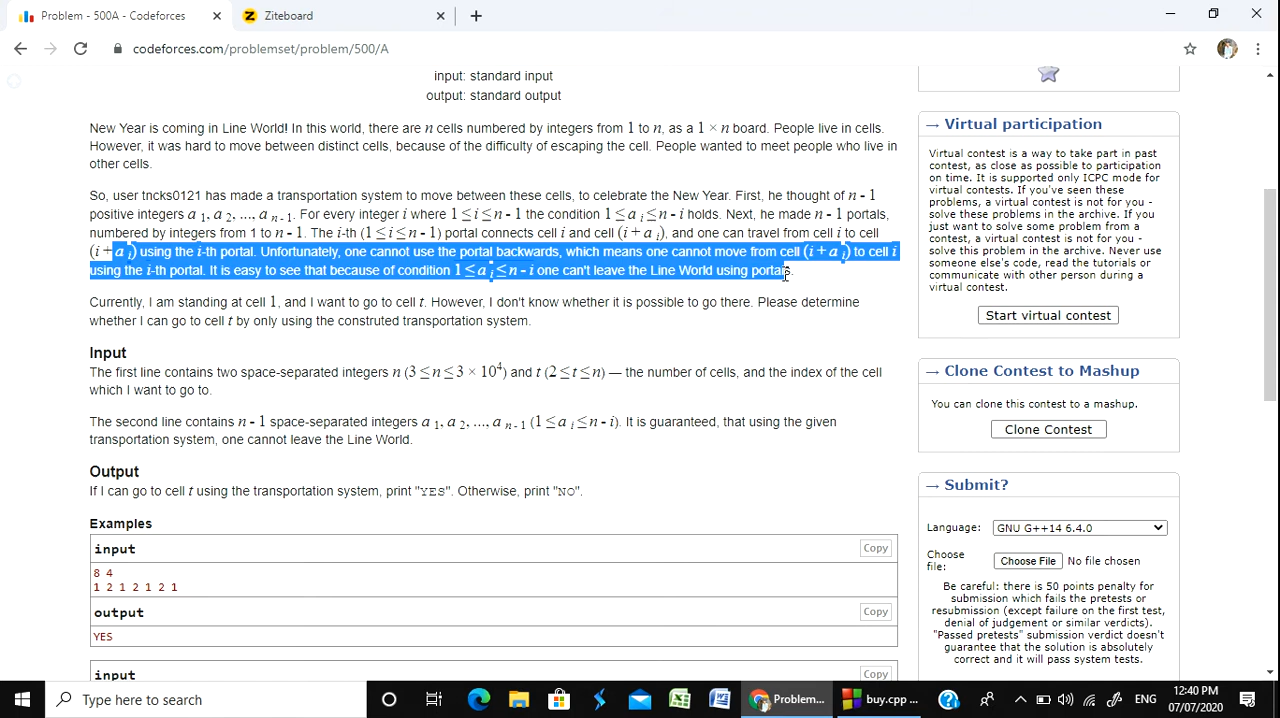 Problem - 500A - Codeforces
Ziteboard
codeforces.com/problemset/problem/500/A
input: standard input
output: standard output
New Year is coming in Line World! In this world, there are n cells numbered by integers from 1 to n, as a 1 × n board. People live in cells.
However, it was hard to move between distinct cells, because of the difficulty of escaping the cell. People wanted to meet people who live in
other cells.
So, user tncks0121 has made a transportation system to move between these cells, to celebrate the New Year. First, he thought of n - 1
positive integers a 1, a 2, ..., a n - 1. For every integer i where 1 ≤ i ≤ n - 1 the condition 1 ≤ a i ≤ n - i holds. Next, he made n - 1 portals,
numbered by integers from 1 to n - 1. The i-th (1 ≤ i ≤ n - 1) portal connects cell i and cell (i + a i), and one can travel from cell i to cell
(i + a i) using the i-th portal. Unfortunately, one cannot use the portal backwards, which means one cannot move from cell (i + a i) to cell i
using the i-th portal. It is easy to see that because of condition 1 ≤ a i ≤ n - i one can't leave the Line World using portals.
Currently, I am standing at cell 1, and I want to go to cell t. However, I don't know whether it is possible to go there. Please determine
whether I can go to cell t by only using the construted transportation system.
Input
The first line contains two space-separated integers n (3 ≤ n ≤ 3 × 10⁴) and t (2 ≤ t ≤ n) — the number of cells, and the index of the cell
which I want to go to.
The second line contains n - 1 space-separated integers a 1, a 2, ..., a n - 1 (1 ≤ a i ≤ n - i). It is guaranteed, that using the given
transportation system, one cannot leave the Line World.
Output
If I can go to cell t using the transportation system, print "YES". Otherwise, print "NO".
Examples
input
Copy
8 4
1 2 1 2 1 2 1
output
Copy
YES
input
Copy
→ Virtual participation
Virtual contest is a way to take part in past
contest, as close as possible to participation
on time. It is supported only ICPC mode for
virtual contests. If you've seen these
problems, a virtual contest is not for you -
solve these problems in the archive. If you
just want to solve some problem from a
contest, a virtual contest is not for you -
solve this problem in the archive. Never use
someone else's code, read the tutorials or
communicate with other person during a
virtual contest.
Start virtual contest
→ Clone Contest to Mashup
You can clone this contest to a mashup.
Clone Contest
→ Submit?
Language:
GNU G++14 6.4.0
Choose
file:
Choose File No file chosen
Be careful: there is 50 points penalty for
submission which fails the pretests or
resubmission (except failure on the first test,
denial of judgement or similar verdicts).
"Passed pretests" submission verdict doesn't
guarantee that the solution is absolutely
correct and it will pass system tests.
Type here to search
Problem...
buy.cpp ...
ENG
12:40 PM
07/07/2020